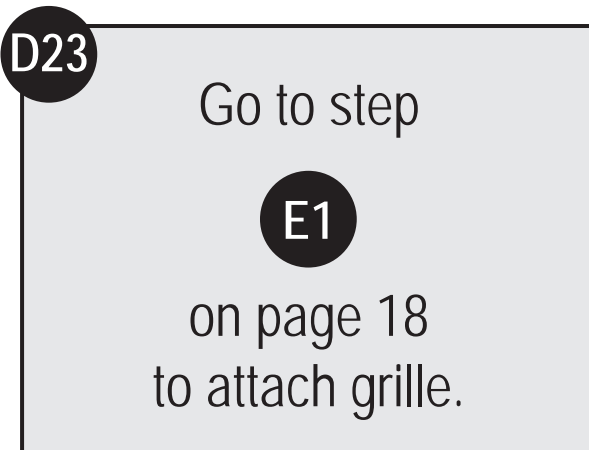 D23
Go to step
E1
on page 18
to attach grille.